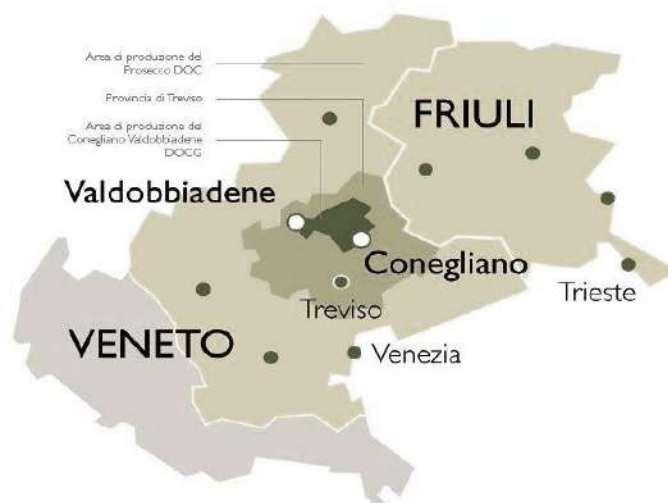 Area di produzione del
Prosecco DOC
Provincia di Treviso
Area di produzione del
Conegliano Valdobbiadene
DOCG
FRIULI
Valdobbiadene
Conegliano
Trieste
Treviso
VENETO
Venezia